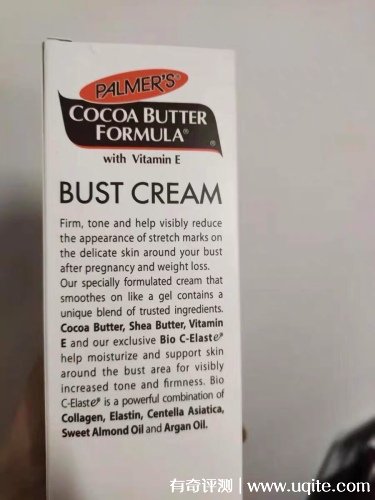 PALMER'S®
COCOA BUTTER
FORMULA®
®
with Vitamin E
BUST CREAM
Firm, tone and help visibly reduce
the appearance of stretch marks on
the delicate skin around your bust
after pregnancy and weight loss.
Our specially formulated cream that
smoothes on like a gel contains a
unique blend of trusted ingredients.
Cocoa Butter, Shea Butter, Vitamin
E and our exclusive Bio C-Elaste®
help moisturize and support skin
around the bust area for visibly
increased tone and firmness. Bio
C-Elaste® is a powerful combination of
Collagen, Elastin, Centella Asiatica,
Sweet Almond Oil and Argan Oil.
有奇评测 | www.uqite.com